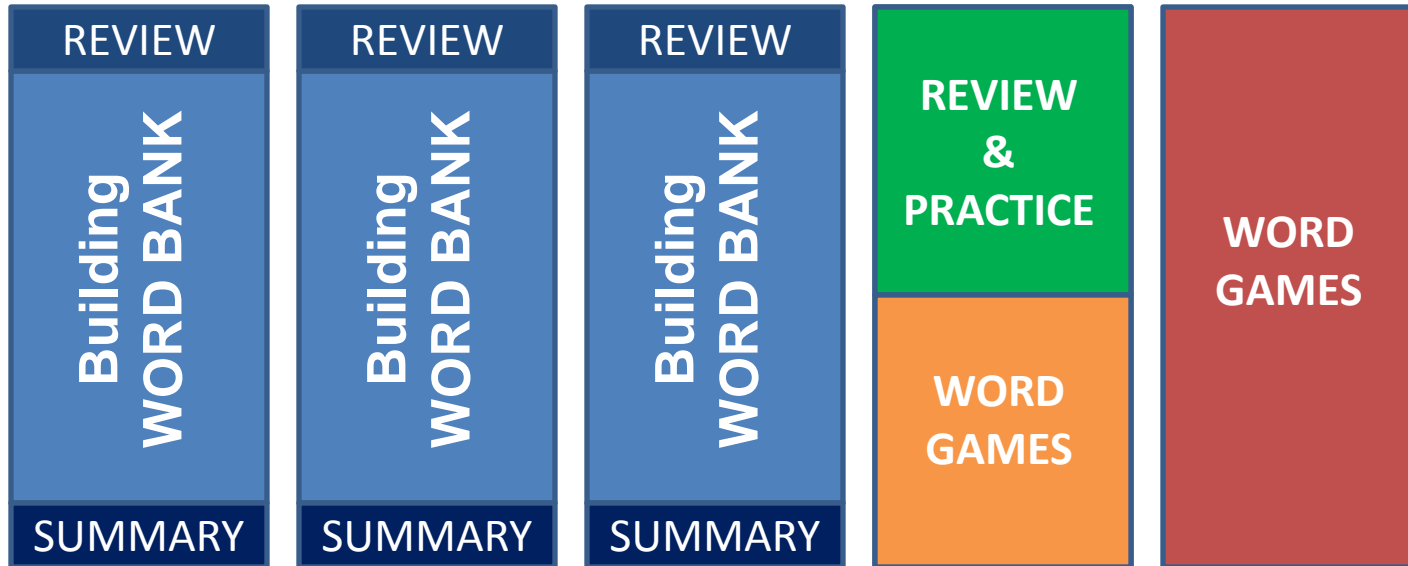 REVIEW
Building
WORD BANK
SUMMARY
REVIEW
Building
WORD BANK
SUMMARY
REVIEW
Building
WORD BANK
SUMMARY
REVIEW
&
PRACTICE
WORD
GAMES
WORD
GAMES